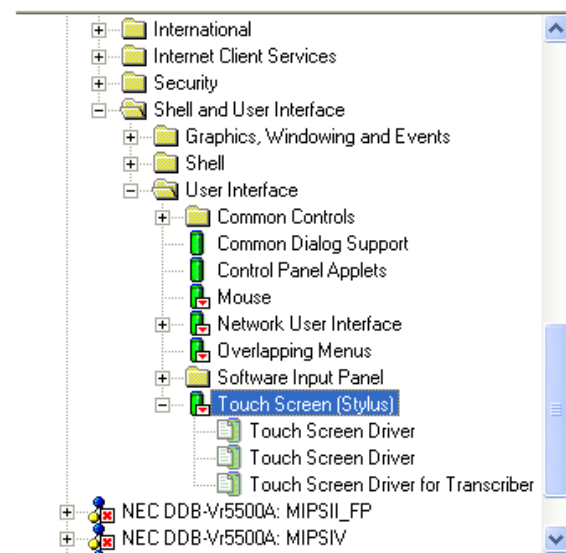 International
Internet Client Services
Security
Shell and User Interface
Graphics, Windowing and Events
Shell
User Interface
Common Controls
Common Dialog Support
Control Panel Applets
Mouse
Network User Interface
Overlapping Menus
Software Input Panel
Touch Screen (Stylus)
Touch Screen Driver
Touch Screen Driver
Touch Screen Driver for Transcriber
NEC DDB-Vr5500A: MIPSII_FP
NEC DDB-Vr5500A: MIPSIV